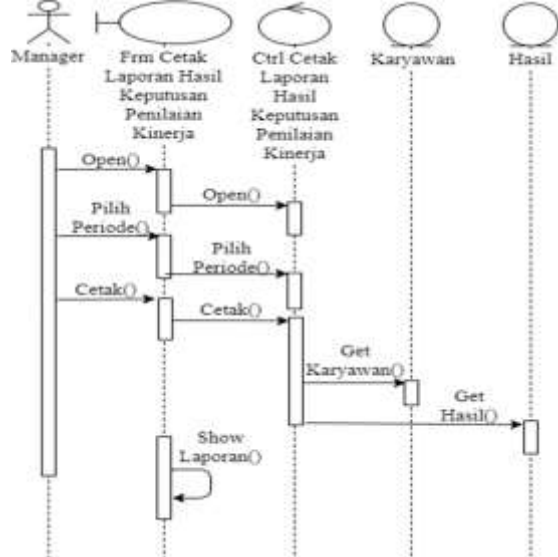 Manager
Frm Cetak
Laporan Hasil
Keputusan
Penilaian
Kinerja
Ctrl Cetak
Laporan
Hasil
Keputusan
Penilaian
Kinerja
Karyawan
Hasil
Open()
Open()
Pilih
Periode()
Pilih
Periode()
Cetak()
Cetak()
Get
Karyawan()
Get
Hasil()
Show
Laporan()